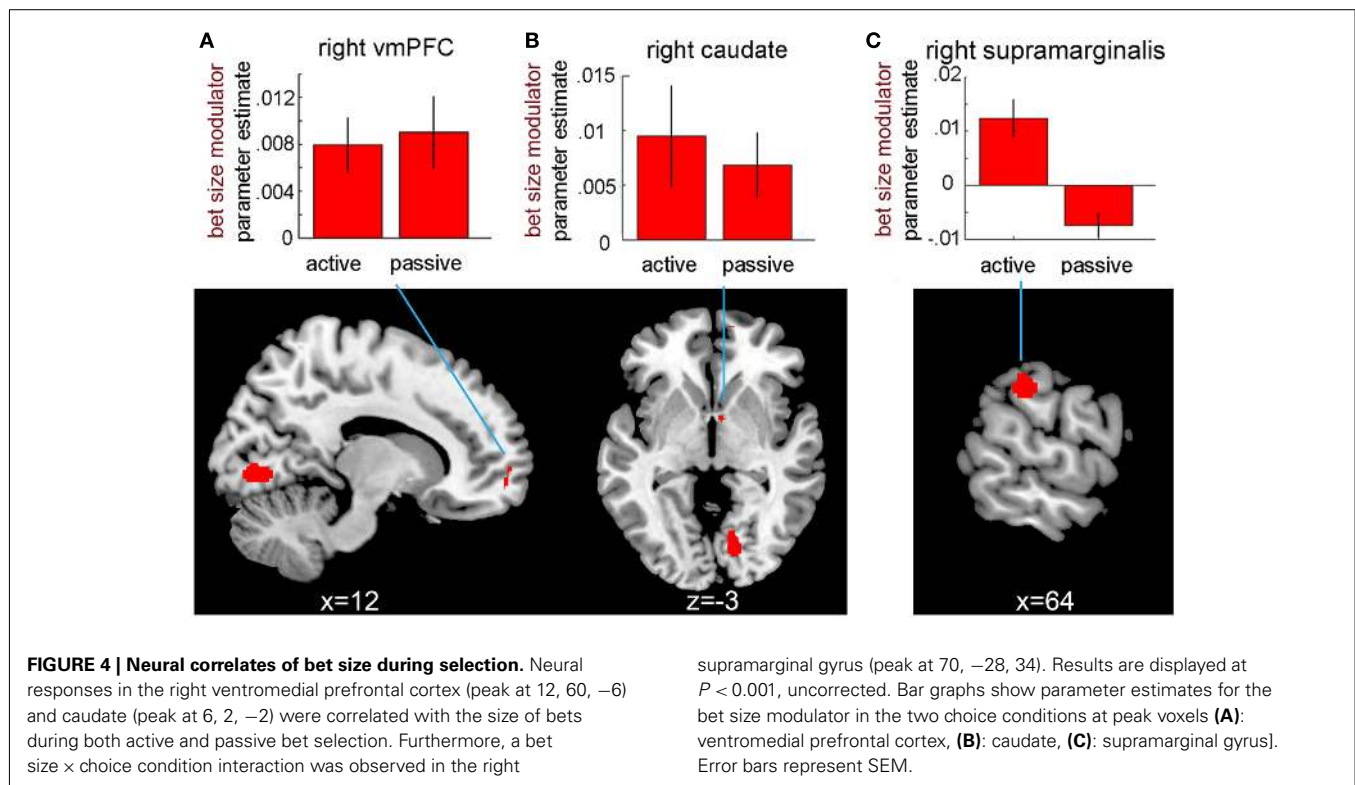 A
right vmPFC
bet size modulator
parameter estimate
.012
.008
.004
0
active passive
B
right caudate
bet size modulator
parameter estimate
.015
.01
.005
0
active passive
C
right supramarginalis
bet size modulator
parameter estimate
.02
.01
0
-.01
active passive
x=12
z=-3
x=64
FIGURE 4 | Neural correlates of bet size during selection. Neural
responses in the right ventromedial prefrontal cortex (peak at 12, 60, −6)
and caudate (peak at 6, 2, −2) were correlated with the size of bets
during both active and passive bet selection. Furthermore, a bet
size × choice condition interaction was observed in the right
supramarginal gyrus (peak at 70, −28, 34). Results are displayed at
P < 0.001, uncorrected. Bar graphs show parameter estimates for the
bet size modulator in the two choice conditions at peak voxels (A):
ventromedial prefrontal cortex, (B): caudate, (C): supramarginal gyrus].
Error bars represent SEM.